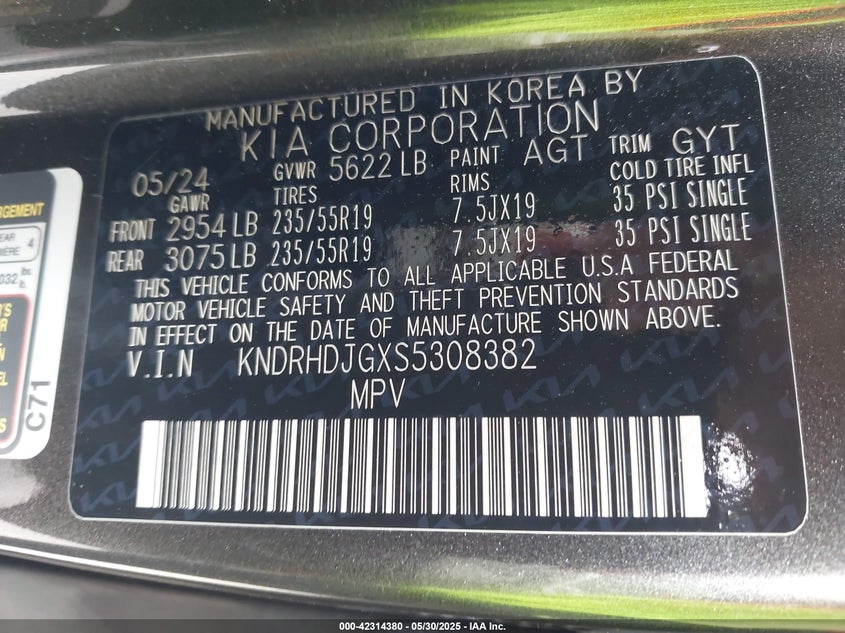 MANUFACTURED IN KOREA BY
KIA CORPORATION
05/24 GVWR 5622 LB PAINT AGT TRIM GYT
GAWR TIRES RIMS COLD TIRE INFL
FRONT 2954 LB 235/55R19 7.5JX19 35 PSI SINGLE
REAR 3075 LB 235/55R19 7.5JX19 35 PSI SINGLE
THIS VEHICLE CONFORMS TO ALL APPLICABLE U.S.A FEDERAL
MOTOR VEHICLE SAFETY AND THEFT PREVENTION STANDARDS
IN EFFECT ON THE DATE OF MANUFACTURE SHOWN ABOVE.
V.I.N KNDRHDJGXS5308382
MPV
4
C71
000-42314380 - 05/30/2025 - IAA Inc.